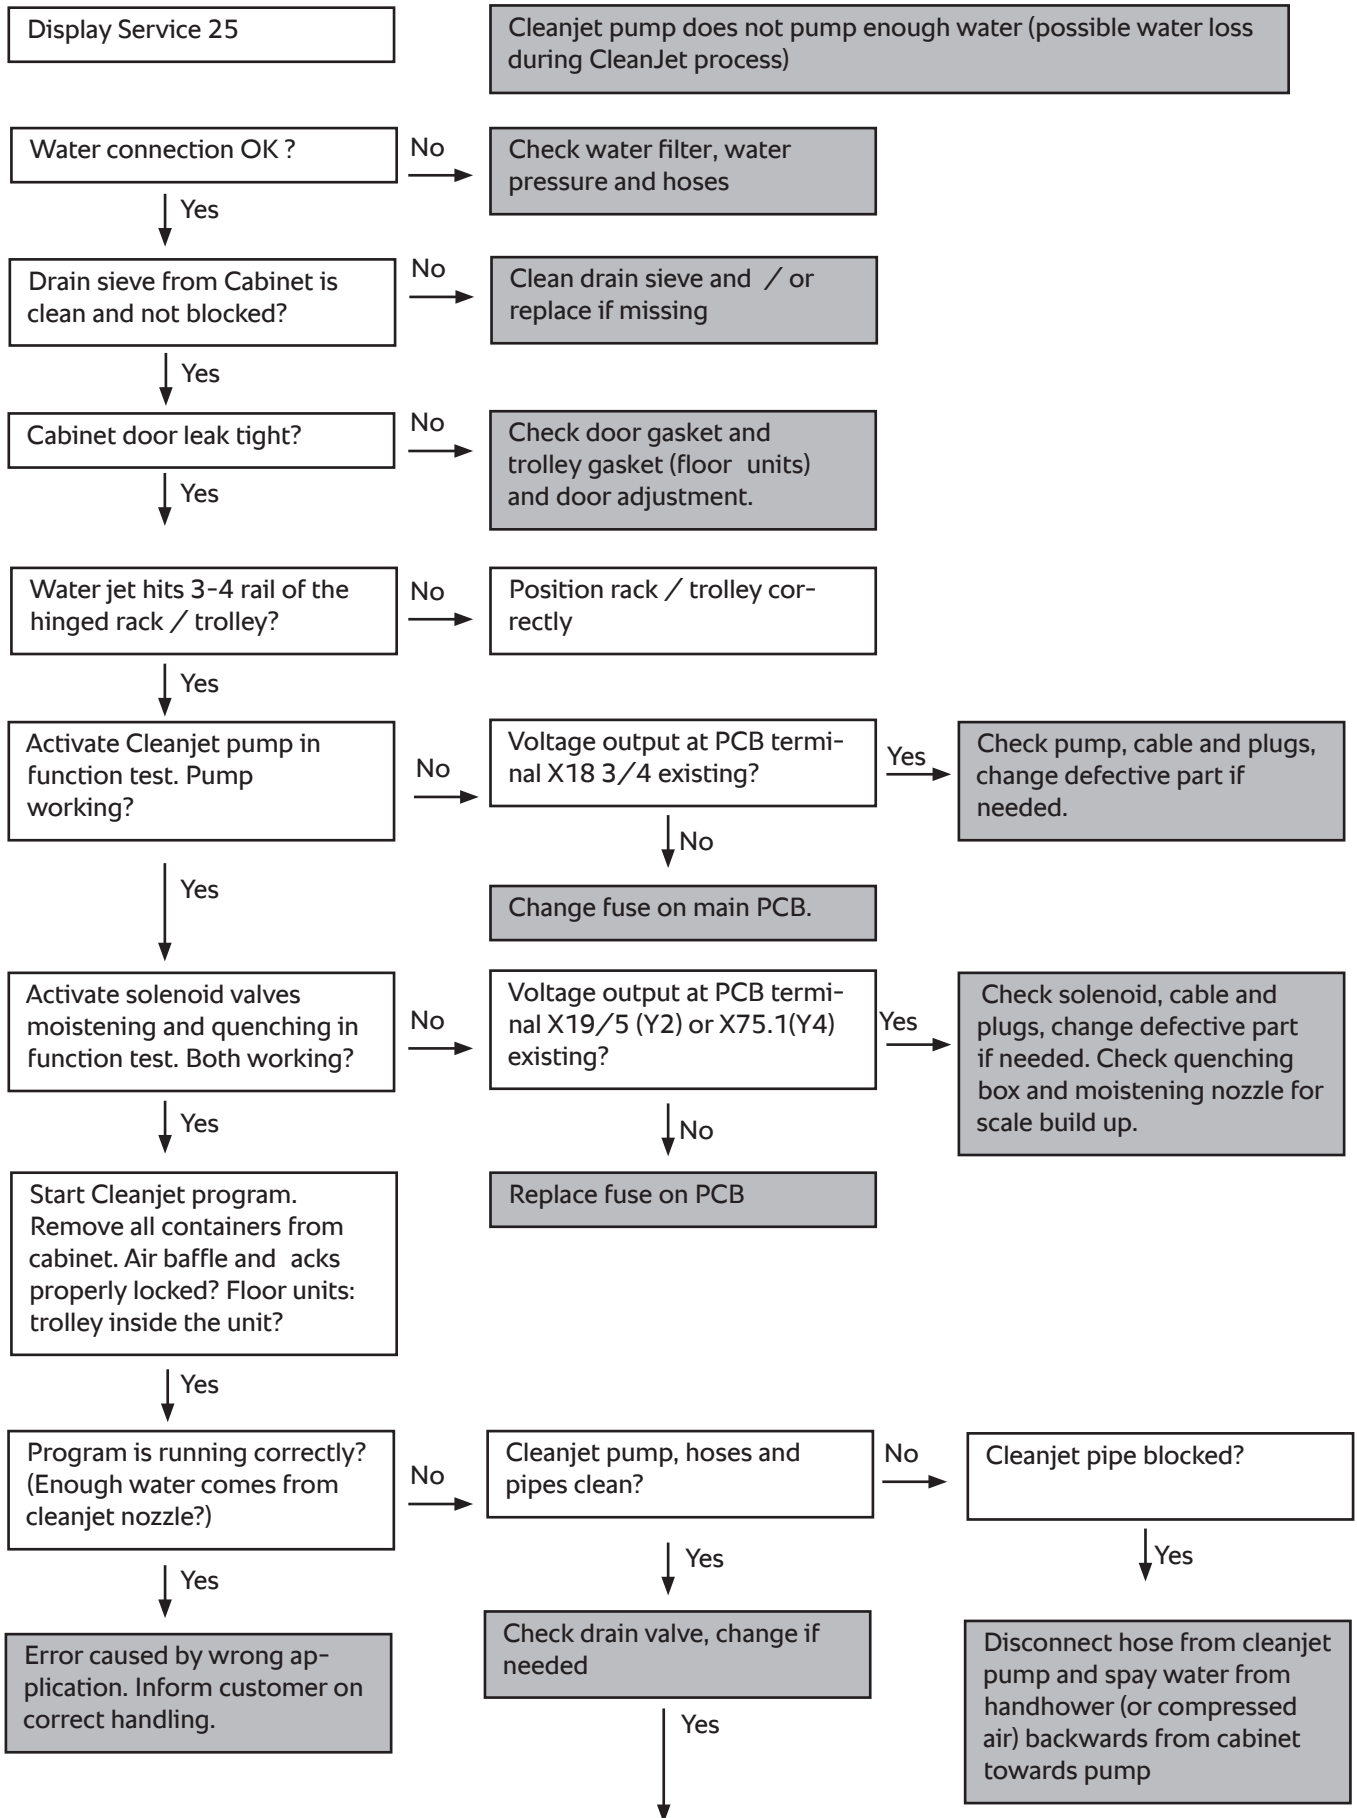 Display Service 25
Cleanjet pump does not pump enough water (possible water loss
during CleanJet process)
Water connection OK ?
No
Check water filter, water
pressure and hoses
Yes
Drain sieve from Cabinet is
clean and not blocked?
No
Clean drain sieve and / or
replace if missing
Yes
Cabinet door leak tight?
No
Check door gasket and
trolley gasket (floor units)
and door adjustment.
Yes
Water jet hits 3-4 rail of the
hinged rack / trolley?
No
Position rack / trolley cor-
rectly
Yes
Activate Cleanjet pump in
function test. Pump
working?
No
Voltage output at PCB termi-
nal X18 3/4 existing?
Yes
Check pump, cable and plugs,
change defective part if
needed.
No
Yes
Change fuse on main PCB.
Activate solenoid valves
moistening and quenching in
function test. Both working?
No
Voltage output at PCB termi-
nal X19/5 (Y2) or X75.1(Y4)
existing?
Yes
Check solenoid, cable and
plugs, change defective part
if needed. Check quenching
box and moistening nozzle for
scale build up.
Yes
No
Replace fuse on PCB
Start Cleanjet program.
Remove all containers from
cabinet. Air baffle and acks
properly locked? Floor units:
trolley inside the unit?
Yes
Program is running correctly?
(Enough water comes from
cleanjet nozzle?)
No
Cleanjet pump, hoses and
pipes clean?
No
Cleanjet pipe blocked?
Yes
Yes
Yes
Error caused by wrong ap-
plication. Inform customer on
correct handling.
Check drain valve, change if
needed
Disconnect hose from cleanjet
pump and spay water from
handhower (or compressed
air) backwards from cabinet
towards pump
Yes